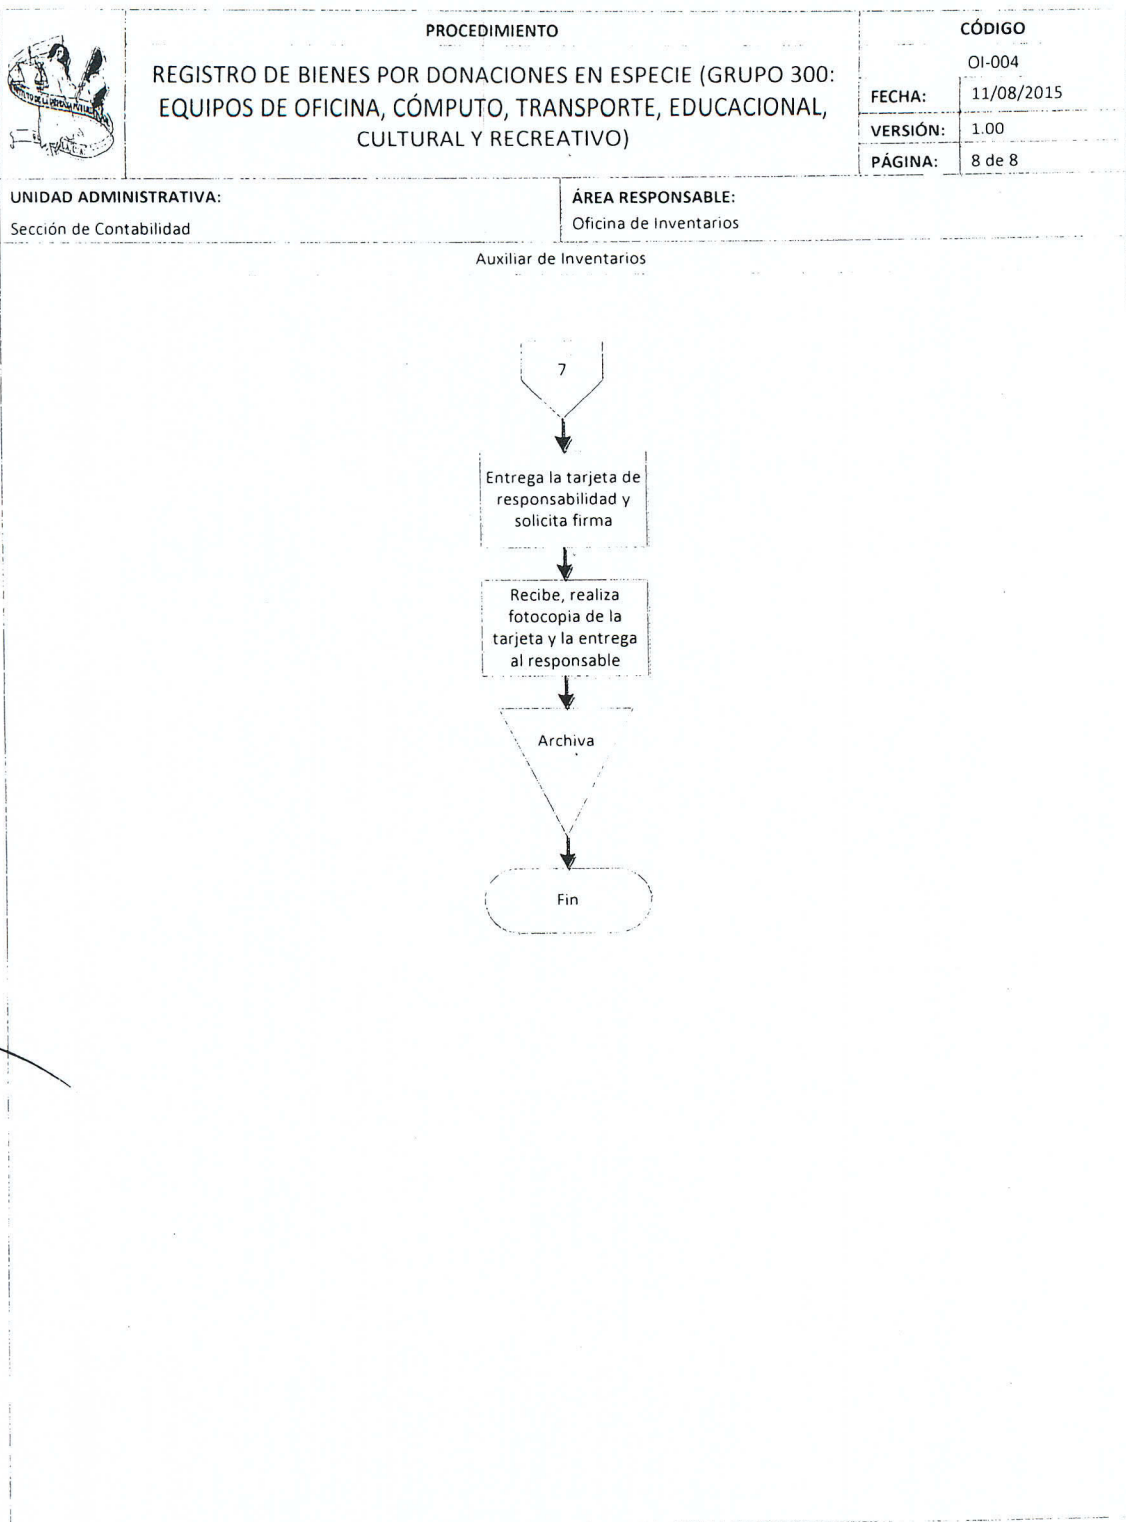 PROCEDIMIENTO
REGISTRO DE BIENES POR DONACIONES EN ESPECIE (GRUPO 300:
EQUIPOS DE OFICINA, CÓMPUTO, TRANSPORTE, EDUCACIONAL,
CULTURAL Y RECREATIVO)
CÓDIGO
OI-004
FECHA: 11/08/2015
VERSIÓN: 1.00
PÁGINA: 8 de 8
UNIDAD ADMINISTRATIVA:
Sección de Contabilidad
ÁREA RESPONSABLE:
Oficina de Inventarios
Auxiliar de Inventarios
7
Entrega la tarjeta de
responsabilidad y
solicita firma
Recibe, realiza
fotocopia de la
tarjeta y la entrega
al responsable
Archiva
Fin